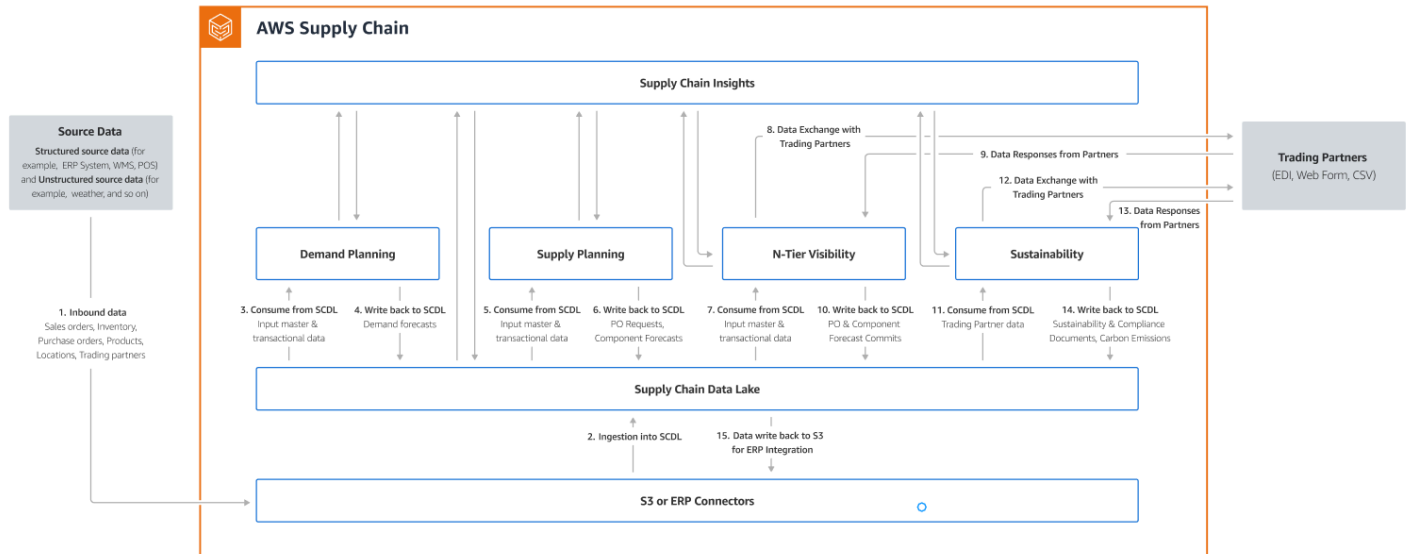 AWS Supply Chain
Supply Chain Insights
Source Data
Structured source data (for
example, ERP System, WMS, POS)
and Unstructured source data (for
example, weather, and so on)
8. Data Exchange with
Trading Partners
9. Data Responses from Partners
12. Data Exchange with
Trading Partners
13. Data Responses
from Partners
Trading Partners
(EDI, Web Form, CSV)
Demand Planning
Supply Planning
N-Tier Visibility
Sustainability
1. Inbound data
Sales orders, Inventory,
Purchase orders, Products,
Locations, Trading partners
3. Consume from SCDL
Input master &
transactional data
4. Write back to SCDL
Demand forecasts
5. Consume from SCDL
Input master &
transactional data
6. Write back to SCDL
PO Requests,
Component Forecasts
7. Consume from SCDL
Input master &
transactional data
10. Write back to SCDL
PO & Component
Forecast Commits
11. Consume from SCDL
Trading Partner data
14. Write back to SCDL
Sustainability & Compliance
Documents, Carbon Emissions
Supply Chain Data Lake
2. Ingestion into SCDL
15. Data write back to S3
for ERP Integration
S3 or ERP Connectors